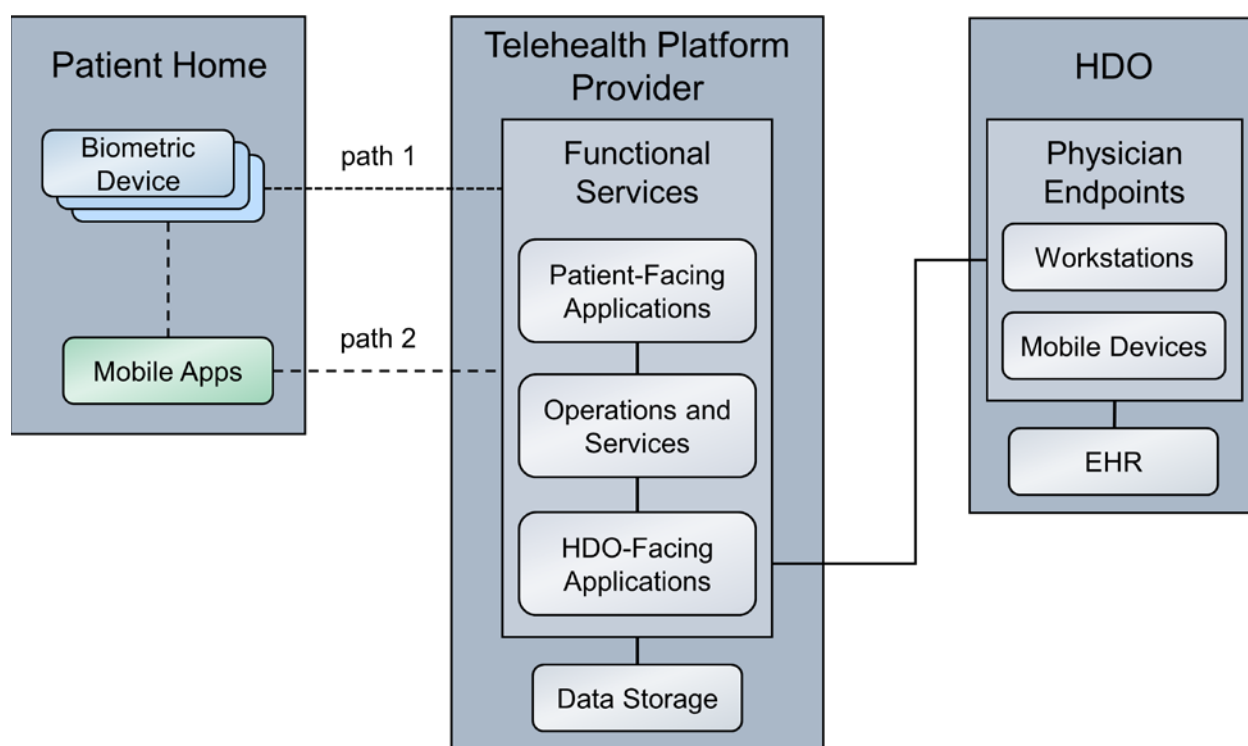 Patient Home
Biometric
Device
Mobile Apps
path 1
path 2
Telehealth Platform
Provider
Functional
Services
Patient-Facing
Applications
Operations and
Services
HDO-Facing
Applications
Data Storage
HDO
Physician
Endpoints
Workstations
Mobile Devices
EHR